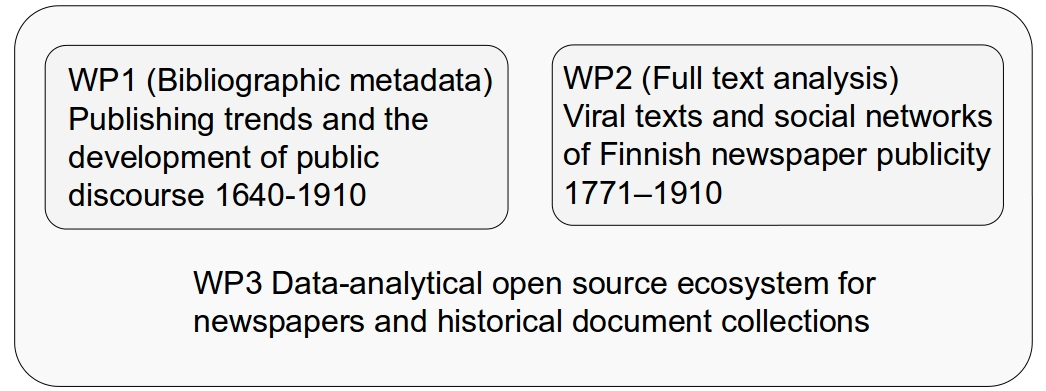 WP1 (Bibliographic metadata)
Publishing trends and the
development of public
discourse 1640-1910
WP2 (Full text analysis)
Viral texts and social networks
of Finnish newspaper publicity
1771–1910
WP3 Data-analytical open source ecosystem for
newspapers and historical document collections